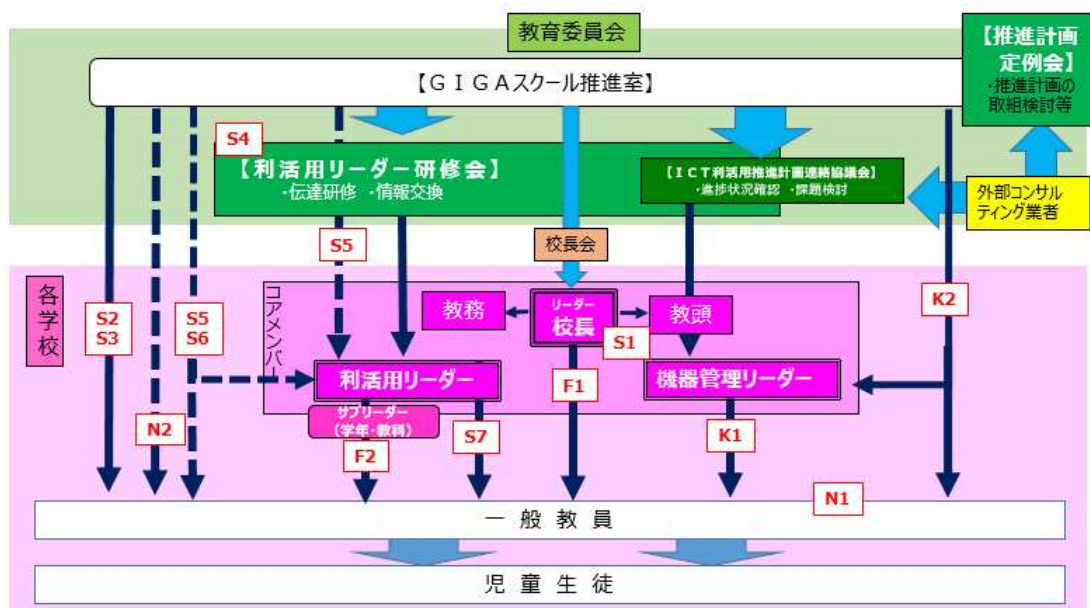 教育委員会
【ＧＩＧＡスクール推進室】
【推進計画
定例会】
・推進計画の
取組検討等
S4
【利活用リーダー研修会】
・伝達研修 ・情報交換
【ＩＣＴ利活用推進計画連絡協議会】
・進捗状況確認 ・課題検討
外部コンサル
ティング業者
S5
校長会
各学校
コアメンバー
S2
S3
S5
S6
教務
リーダー
校長
教頭
S1
K2
利活用リーダー
機器管理リーダー
F1
サブリーダー
（学年・教科）
N2
S7
K1
F2
N1
一 般 教 員
児 童 生 徒